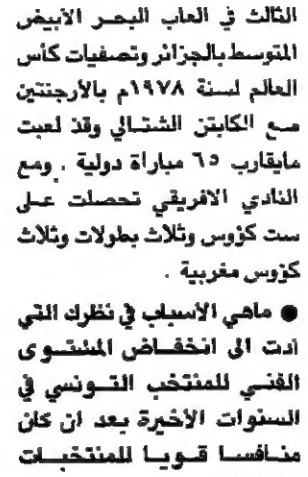 الثالث في العاب البحر الأبيض
المتوسط بالجزائر وتصفيات كأس
العالم لسنة ١٩٧٨م بالأرجنتين
مع الكابتن الشتالي وقد لعبت
مايقارب ٦٥ مباراة دولية . ومع
النادي الافريقي تحصلت على
ست كؤوس وثلاث بطولات وثلاث
كؤوس مغربية .
● ماهي الأسباب في نظرك التي
أدت الى انخفاض المستوى
الفني للمنتخب التونسي في
السنوات الأخيرة بعد ان كان
منافسا قويا للمنتخبات